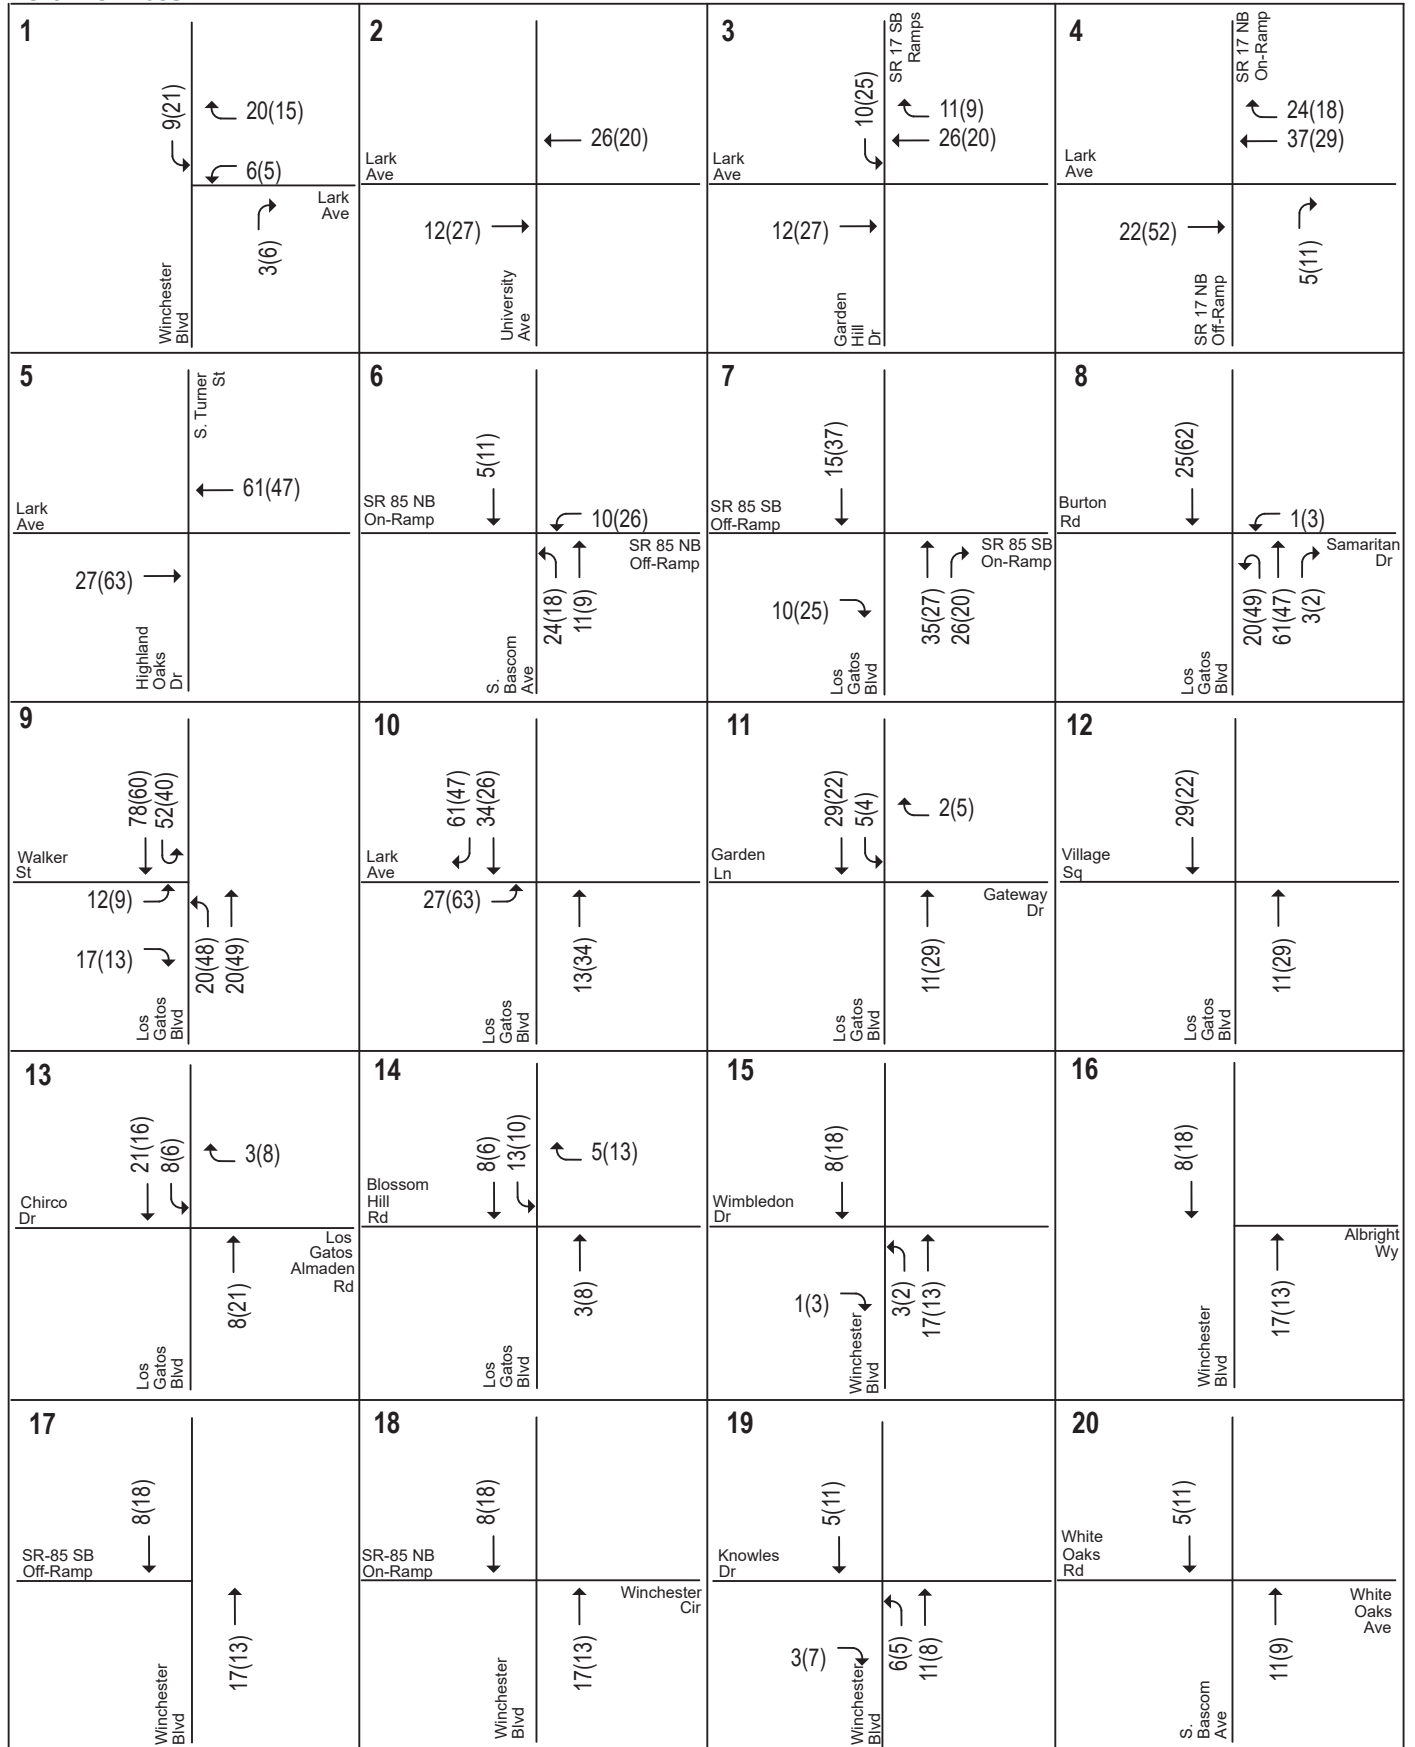 1
9(21)
20(15)
6(5)
Lark
Ave
3(6)
Winchester
Blvd
2
26(20)
Lark
Ave
12(27)
University
Ave
3
SR 17 SB
Ramps
10(25)
11(9)
26(20)
Lark
Ave
12(27)
Garden
Hill
Dr
4
SR 17 NB
On-Ramp
24(18)
37(29)
Lark
Ave
22(52)
5(11)
SR 17 NB
Off-Ramp
5
S. Turner
St
61(47)
Lark
Ave
27(63)
Highland
Oaks
Dr
6
5(11)
SR 85 NB
On-Ramp
10(26)
SR 85 NB
Off-Ramp
24(18)
11(9)
S.
Bascom
Ave
7
15(37)
SR 85 SB
Off-Ramp
SR 85 SB
On-Ramp
10(25)
35(27)
26(20)
Los
Gatos
Blvd
8
25(62)
Burton
Rd
1(3)
Samaritan
Dr
20(49)
61(47)
3(2)
Los
Gatos
Blvd
9
78(60)
52(40)
Walker
St
12(9)
17(13)
20(48)
20(49)
Los
Gatos
Blvd
10
61(47)
34(26)
Lark
Ave
27(63)
13(34)
Los
Gatos
Blvd
11
29(22)
5(4)
2(5)
Garden
Ln
Gateway
Dr
11(29)
Los
Gatos
Blvd
12
29(22)
Village
Sq
11(29)
Los
Gatos
Blvd
13
21(16)
8(6)
3(8)
Chirco
Dr
Los
Gatos
Almaden
Rd
8(21)
Los
Gatos
Blvd
14
8(6)
13(10)
5(13)
Blossom
Hill
Rd
3(8)
Los
Gatos
Blvd
15
8(18)
Wimbledon
Dr
1(3)
3(2)
17(13)
Winchester
Blvd
16
8(18)
Albright
Wy
17(13)
Winchester
Blvd
17
8(18)
SR-85 SB
Off-Ramp
17(13)
Winchester
Blvd
18
8(18)
SR-85 NB
On-Ramp
Winchester
Cir
17(13)
Winchester
Blvd
19
5(11)
Knowles
Dr
3(7)
6(5)
11(8)
Winchester
Blvd
20
5(11)
White
Oaks
Rd
White
Oaks
Ave
11(9)
S.
Bascom
Ave